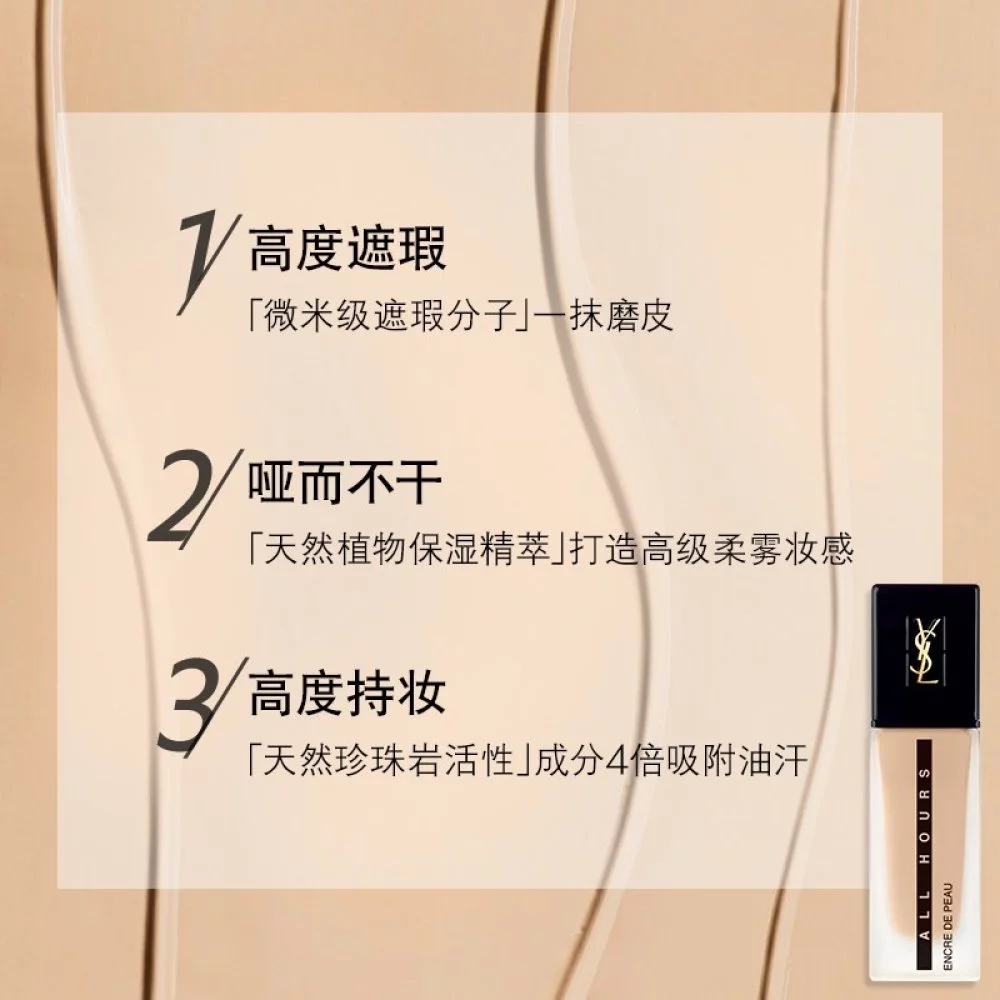 1 高度遮瑕
「微米级遮瑕分子」一抹磨皮
2 哑而不干
「天然植物保湿精萃」打造高级柔雾妆感
3 高度持妆
「天然珍珠岩活性」成分4倍吸附油汗
YSL
ALL HOURS
ENCRE DE PEAU